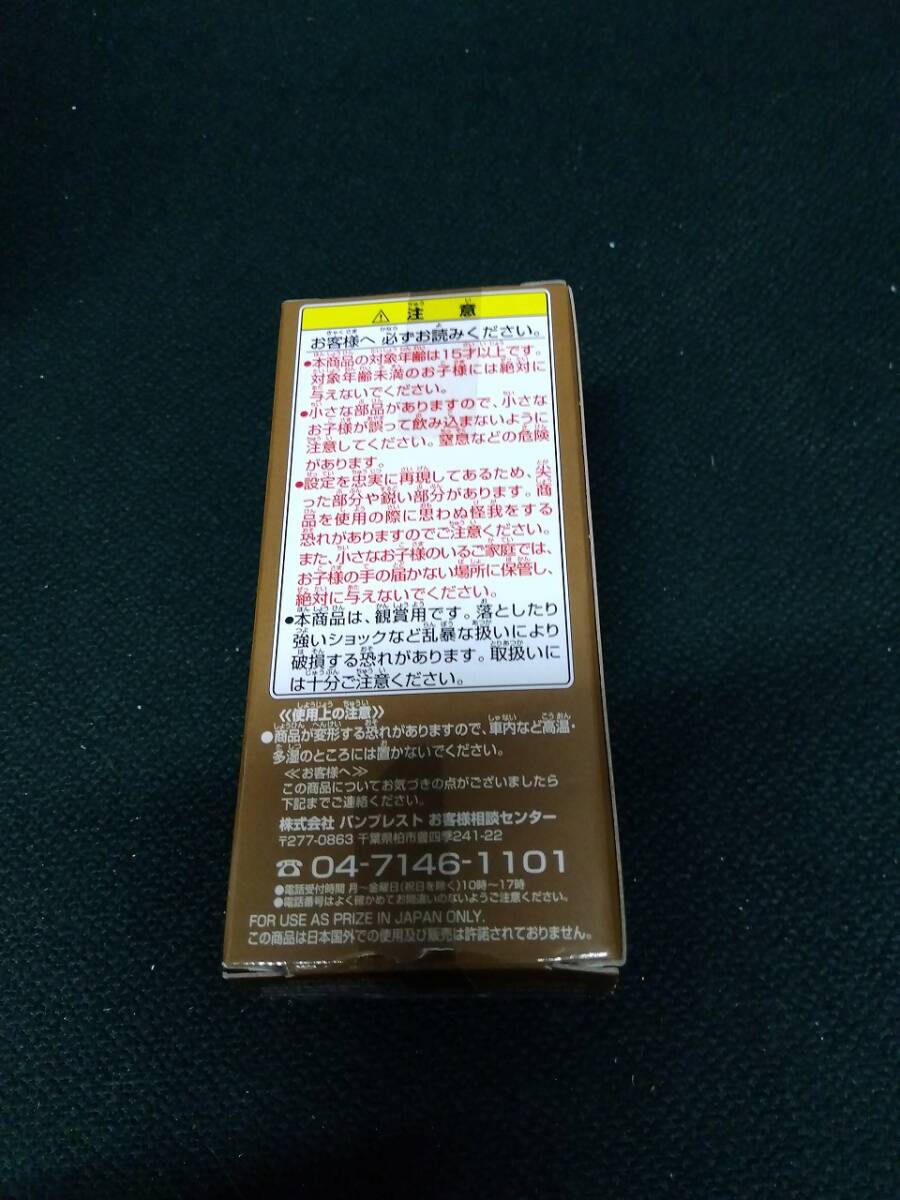 ⚠ 注意
お客様へ 必ずお読みください。
●本商品の対象年齢は15才以上です。
対象年齢未満のお子様には絶対に
与えないでください。
●小さな部品がありますので、小さな
お子様が誤って飲み込まないように
注意してください。窒息などの危険
があります。
●設定を忠実に再現してあるため、尖
った部分や鋭い部分があります。商
品を使用の際に思わぬ怪我をする
恐れがありますのでご注意ください。
また、小さなお子様のいるご家庭では、
お子様の手の届かない場所に保管し、
絶対に与えないでください。
●本商品は、観賞用です。落としたり
強いショックなど乱暴な扱いにより
破損する恐れがあります。取扱いに
は十分ご注意ください。
≪使用上の注意≫
●商品が変形する恐れがありますので、車内など高温・
多湿のところには置かないでください。
≪お客様へ≫
この商品についてお気づきの点がございましたら
下記までご連絡ください。
株式会社 バンプレスト お客様相談センター
〒277-0863 千葉県柏市豊四季241-22
☎ 04-7146-1101
●電話受付時間 月〜金曜日(祝日を除く)10時〜17時
●電話番号はよく確かめてお間違いのないようご注意ください。
FOR USE AS PRIZE IN JAPAN ONLY.
この商品は日本国外での使用及び販売は許諾されておりません。